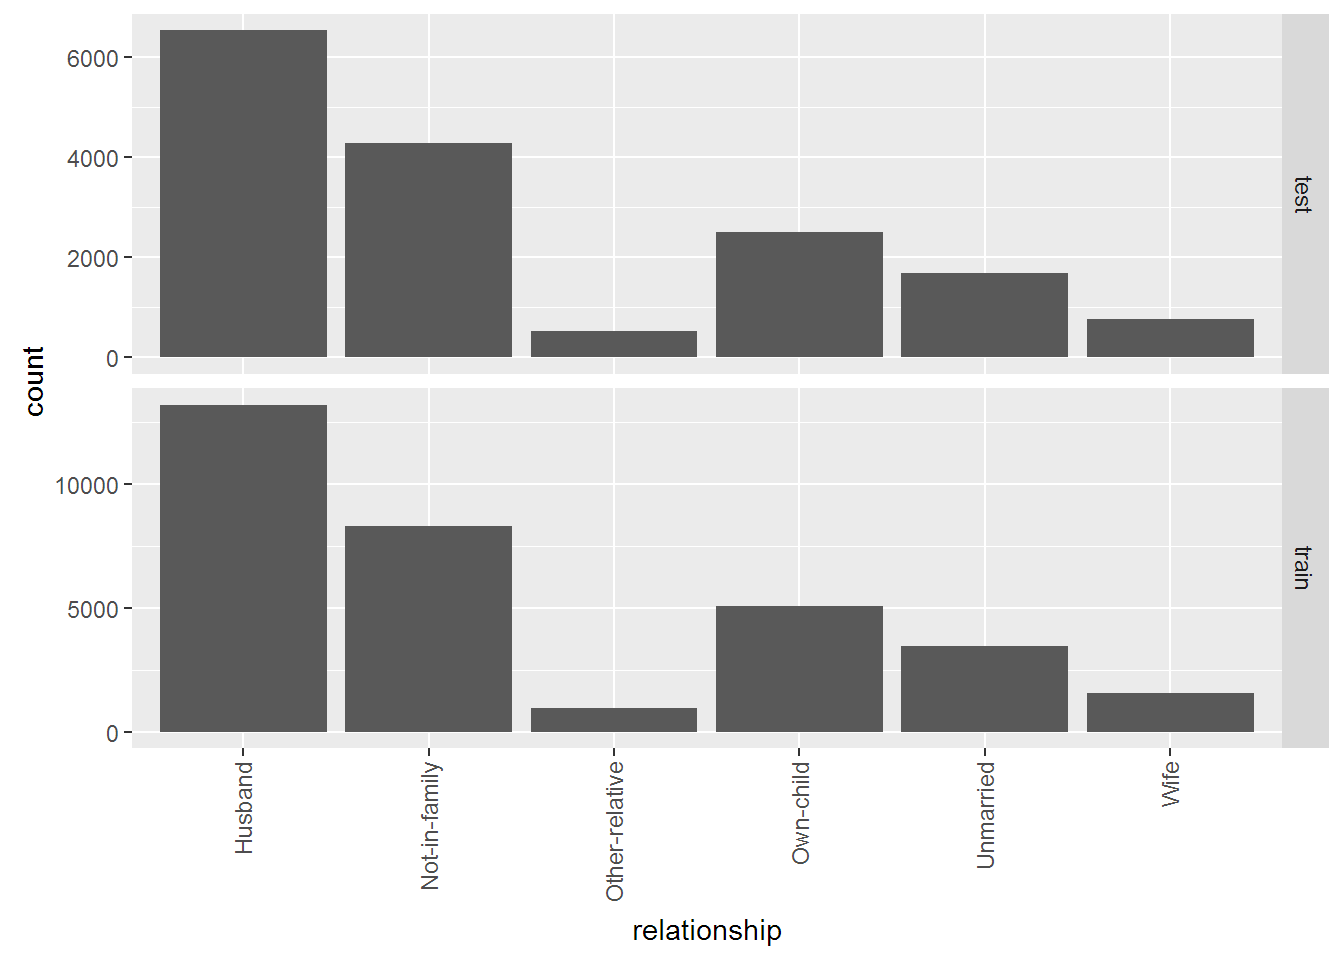 6000
4000
2000
0
test
count
10000
5000
0
train
Husband
Not-in-family
Other-relative
Own-child
Unmarried
Wife
relationship